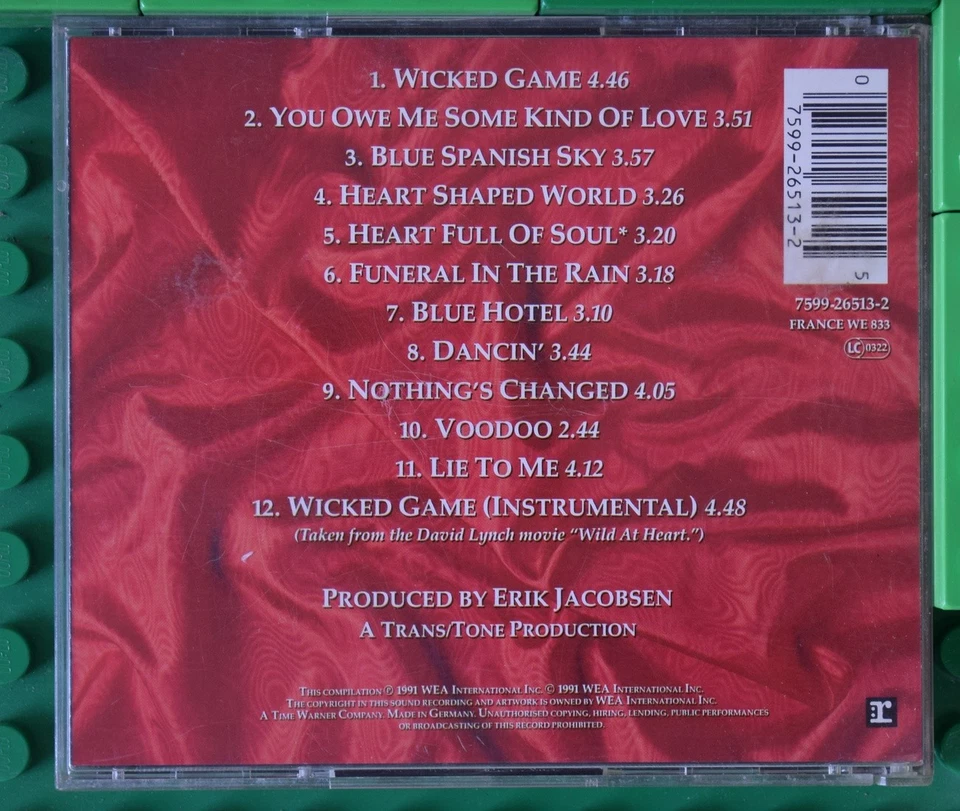 1. WICKED GAME 4.46
2. YOU OWE ME SOME KIND OF LOVE 3.51
3. BLUE SPANISH SKY 3.57
4. HEART SHAPED WORLD 3.26
5. HEART FULL OF SOUL* 3.20
6. FUNERAL IN THE RAIN 3.18
7. BLUE HOTEL 3.10
8. DANCIN' 3.44
9. NOTHING'S CHANGED 4.05
10. VOODOO 2.44
11. LIE TO ME 4.12
12. WICKED GAME (INSTRUMENTAL) 4.48
(Taken from the David Lynch movie “Wild At Heart.”)
PRODUCED BY ERIK JACOBSEN
A TRANS/TONE PRODUCTION
THIS COMPILATION ℗ 1991 WEA INTERNATIONAL INC. © 1991 WEA INTERNATIONAL INC.
THE COPYRIGHT IN THIS SOUND RECORDING AND ARTWORK IS OWNED BY WEA INTERNATIONAL INC.
A TIME WARNER COMPANY. MADE IN GERMANY. UNAUTHORISED COPYING, HIRING, LENDING, PUBLIC PERFORMANCES
OR BROADCASTING OF THIS RECORD PROHIBITED.
0 7599-26513-2 5
7599-26513-2
FRANCE WE 833
LC 0322
:r